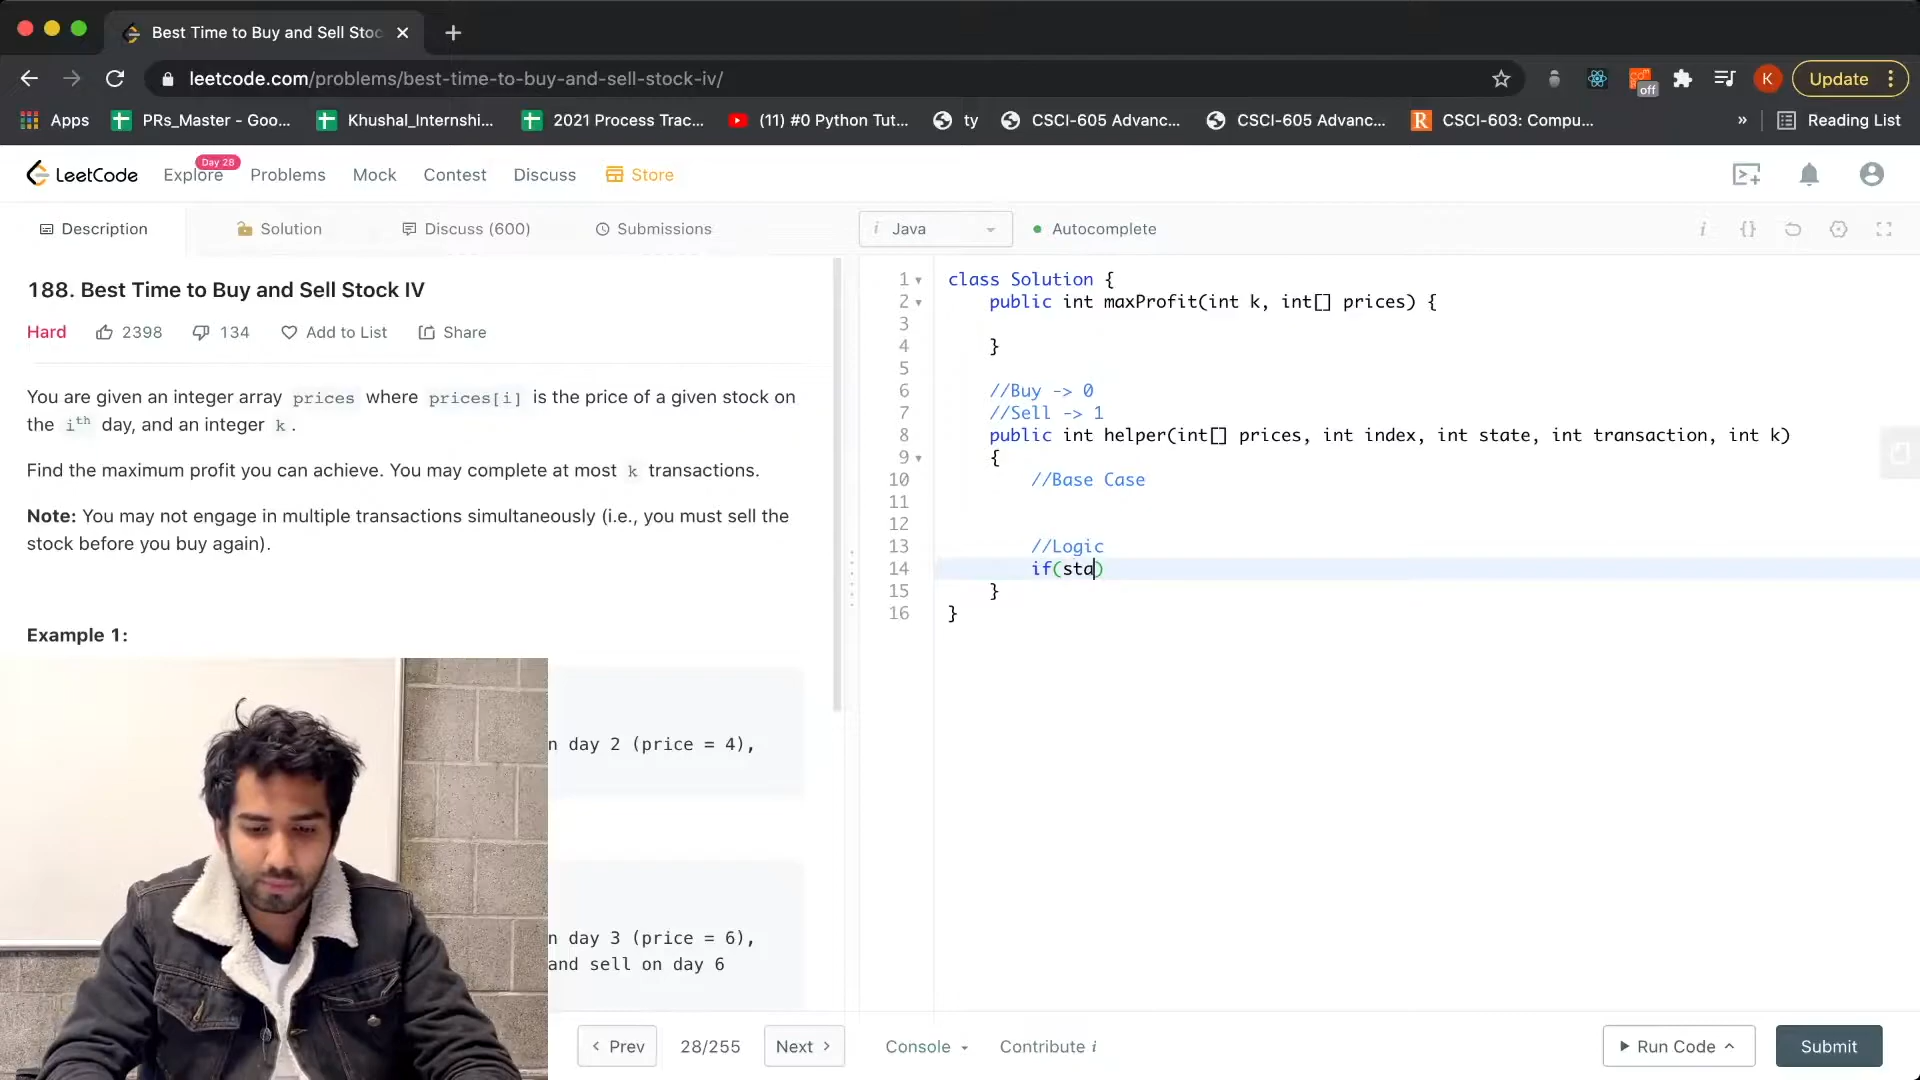 Best Time to Buy and Sell Stoc
leetcode.com/problems/best-time-to-buy-and-sell-stock-iv/
off
K
Update
Apps
PRs_Master - Goo...
Khushal_Internshi...
2021 Process Trac...
(11) #0 Python Tut...
ty
CSCI-605 Advanc...
CSCI-605 Advanc...
R
CSCI-603: Compu...
»
Reading List
LeetCode
Explore
Day 28
Problems
Mock
Contest
Discuss
Store
Description
Solution
Discuss (600)
Submissions
i Java
Autocomplete
i {}
188. Best Time to Buy and Sell Stock IV
Hard
2398
134
Add to List
Share
You are given an integer array prices where prices[i] is the price of a given stock on
the ith day, and an integer k .
Find the maximum profit you can achieve. You may complete at most k transactions.
Note: You may not engage in multiple transactions simultaneously (i.e., you must sell the
stock before you buy again).
Example 1:
n day 2 (price = 4),
n day 3 (price = 6),
and sell on day 6
1 class Solution {
2 public int maxProfit(int k, int[] prices) {
3
4 }
5
6 //Buy -> 0
7 //Sell -> 1
8 public int helper(int[] prices, int index, int state, int transaction, int k)
9 {
10 //Base Case
11
12
13 //Logic
14 if(sta)
15 }
16 }
Prev
28/255
Next
Console
Contribute i
Run Code
Submit